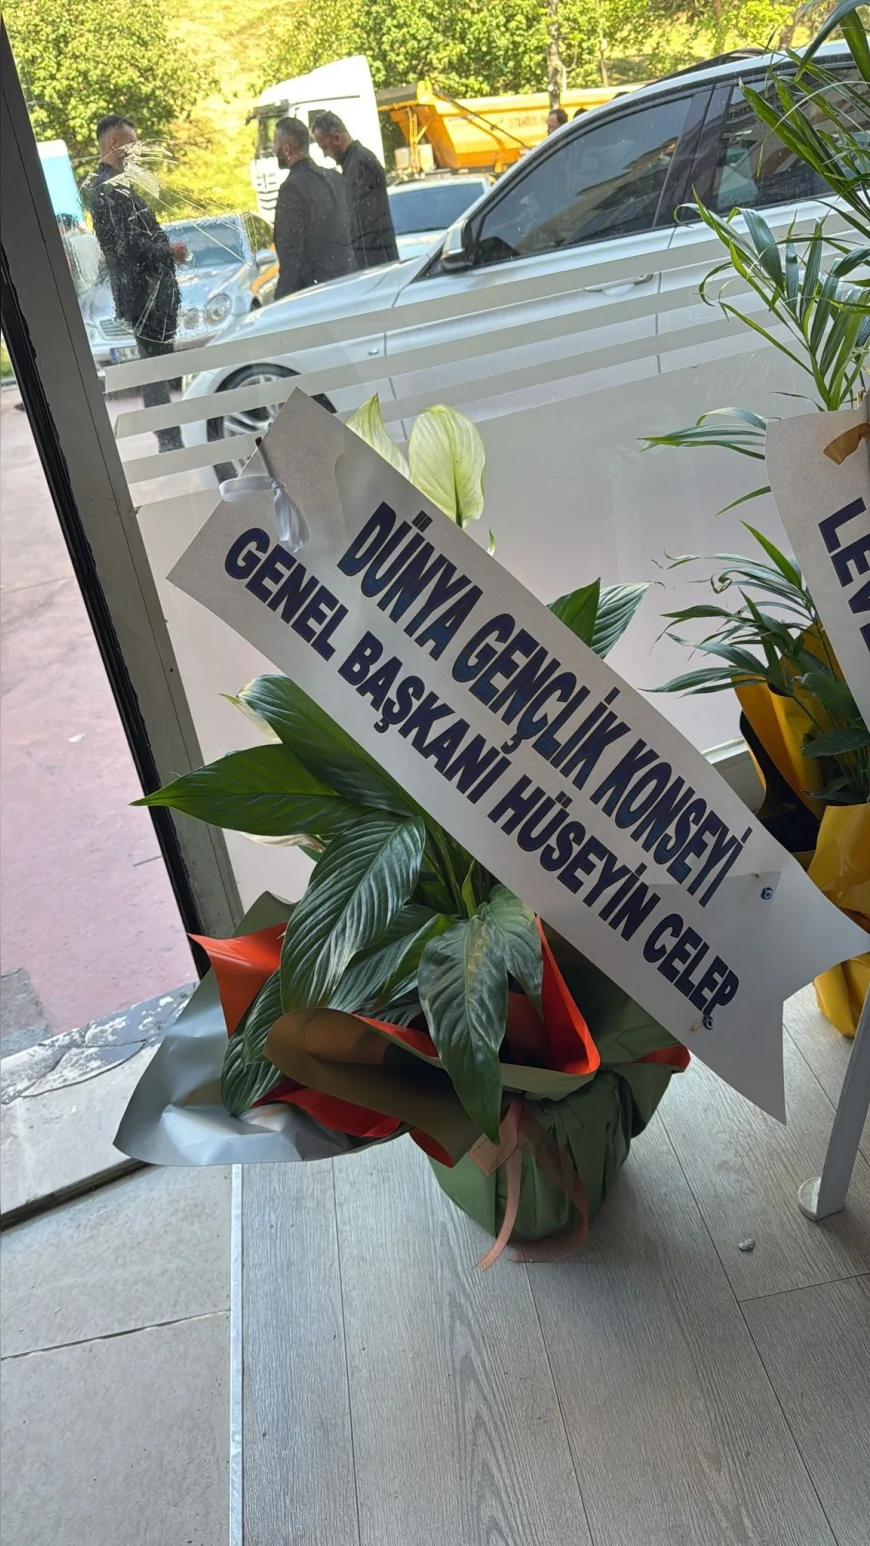 DÜNYA GENÇLİK KONSEYİ
GENEL BAŞKANİ HÜSEYİN CELEP